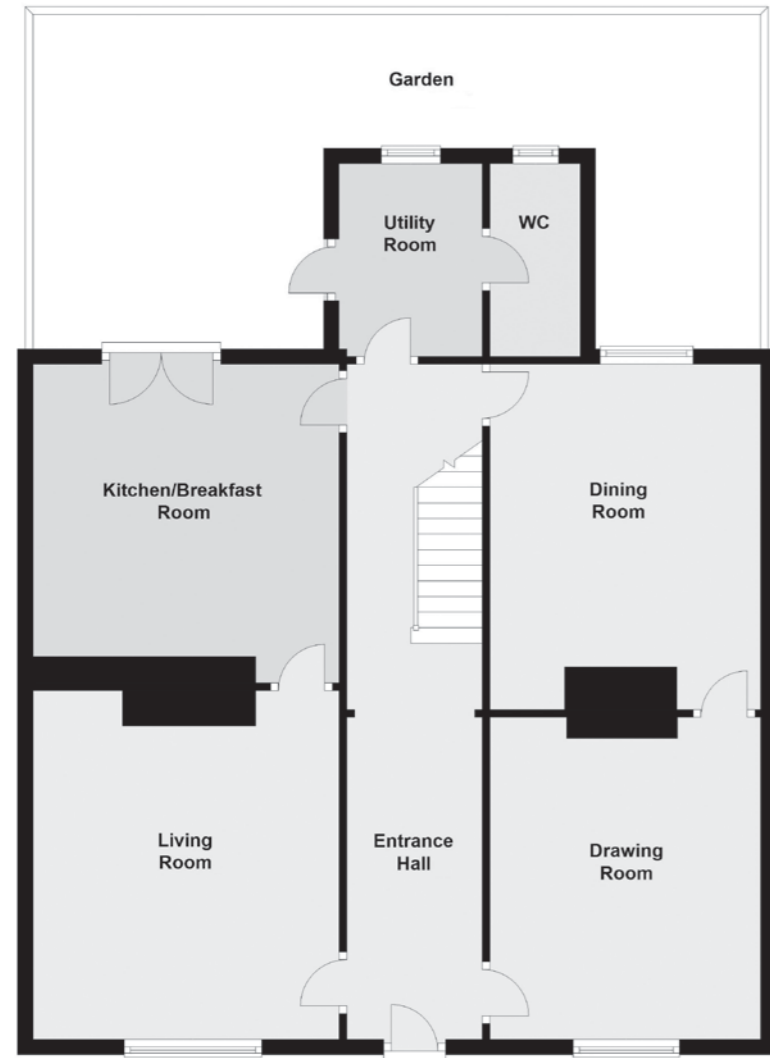 Garden
Utility
Room
WC
Kitchen/Breakfast
Room
Dining
Room
Living
Room
Entrance
Hall
Drawing
Room